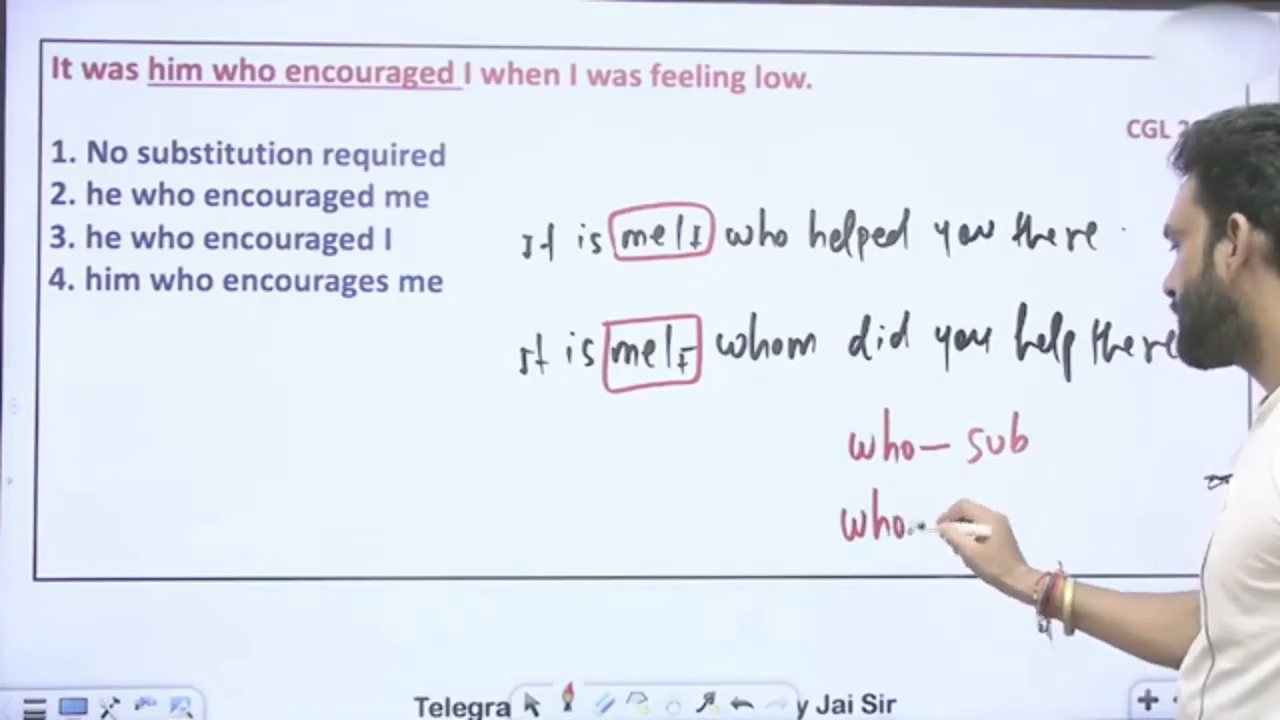 It was him who encouraged I when I was feeling low.
CGL
1. No substitution required
2. he who encouraged me
3. he who encouraged I
4. him who encourages me
It is me/I who helped you there.
It is me/I whom did you help there
who – sub
who
Telegra
y Jai Sir